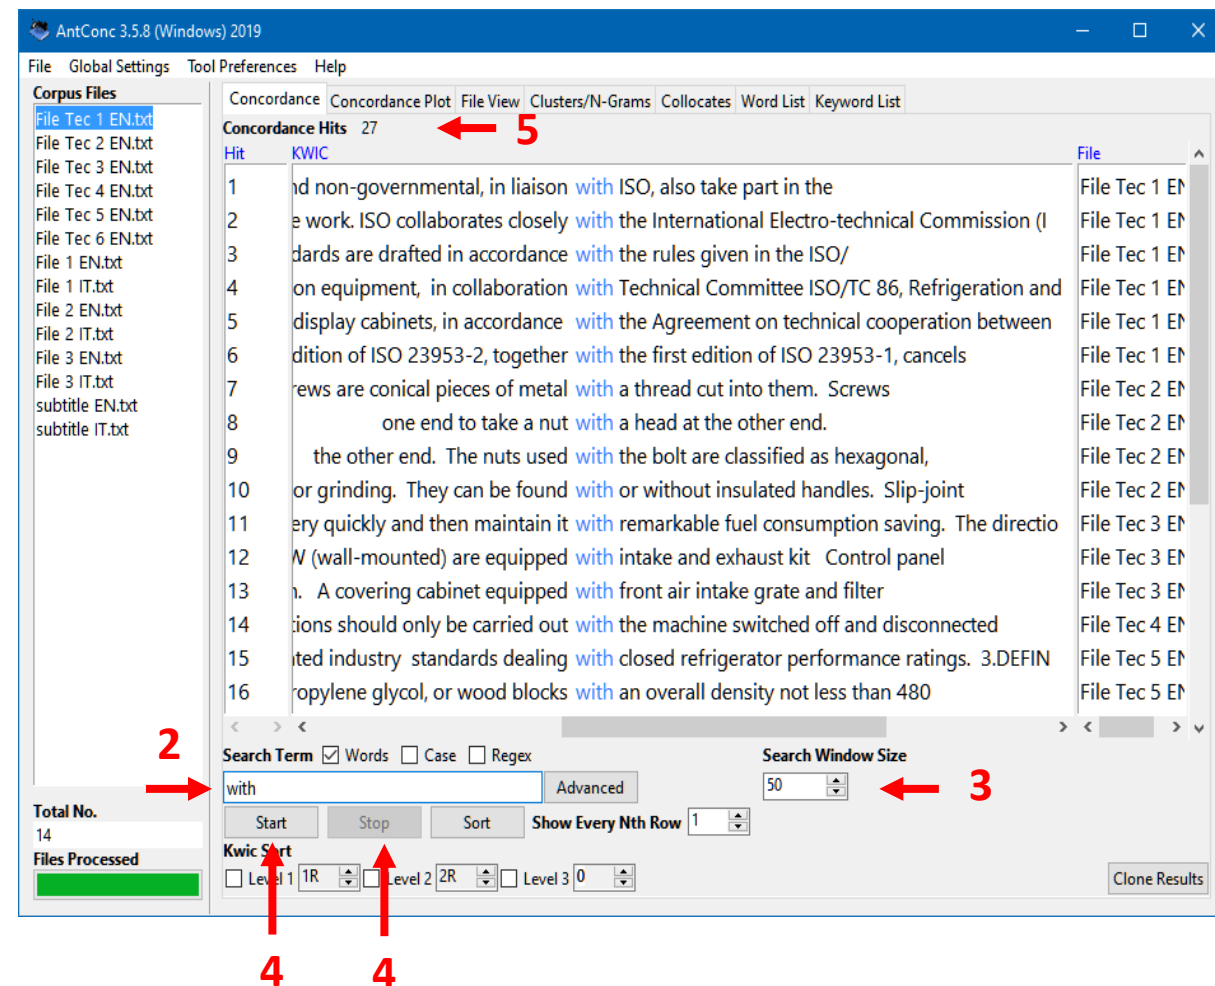 AntConc 3.5.8 (Windows) 2019
File Global Settings Tool Preferences Help
Corpus Files
File Tec 1 EN.txt
File Tec 2 EN.txt
File Tec 3 EN.txt
File Tec 4 EN.txt
File Tec 5 EN.txt
File Tec 6 EN.txt
File 1 EN.txt
File 1 IT.txt
File 2 EN.txt
File 2 IT.txt
File 3 EN.txt
File 3 IT.txt
subtitle EN.txt
subtitle IT.txt
Total No.
14
Files Processed
Concordance Concordance Plot File View Clusters/N-Grams Collocates Word List Keyword List
Concordance Hits 27
5
Hit KWIC File
1 nd non-governmental, in liaison with ISO, also take part in the File Tec 1 EN
2 e work. ISO collaborates closely with the International Electro-technical Commission (I File Tec 1 EN
3 dards are drafted in accordance with the rules given in the ISO/ File Tec 1 EN
4 on equipment, in collaboration with Technical Committee ISO/TC 86, Refrigeration and File Tec 1 EN
5 display cabinets, in accordance with the Agreement on technical cooperation between File Tec 1 EN
6 dition of ISO 23953-2, together with the first edition of ISO 23953-1, cancels File Tec 1 EN
7 rews are conical pieces of metal with a thread cut into them. Screws File Tec 2 EN
8 one end to take a nut with a head at the other end. File Tec 2 EN
9 the other end. The nuts used with the bolt are classified as hexagonal, File Tec 2 EN
10 or grinding. They can be found with or without insulated handles. Slip-joint File Tec 2 EN
11 ery quickly and then maintain it with remarkable fuel consumption saving. The directio File Tec 3 EN
12 W (wall-mounted) are equipped with intake and exhaust kit Control panel File Tec 3 EN
13 n. A covering cabinet equipped with front air intake grate and filter File Tec 3 EN
14 tions should only be carried out with the machine switched off and disconnected File Tec 4 EN
15 ated industry standards dealing with closed refrigerator performance ratings. 3.DEFIN File Tec 5 EN
16 ropylene glycol, or wood blocks with an overall density not less than 480 File Tec 5 EN
2
Search Term Words Case Regex Search Window Size
with Advanced 50
3
Start Stop Sort Show Every Nth Row 1
Kwic Sort
Level 1 1R Level 2 2R Level 3 0 Clone Results
4 4